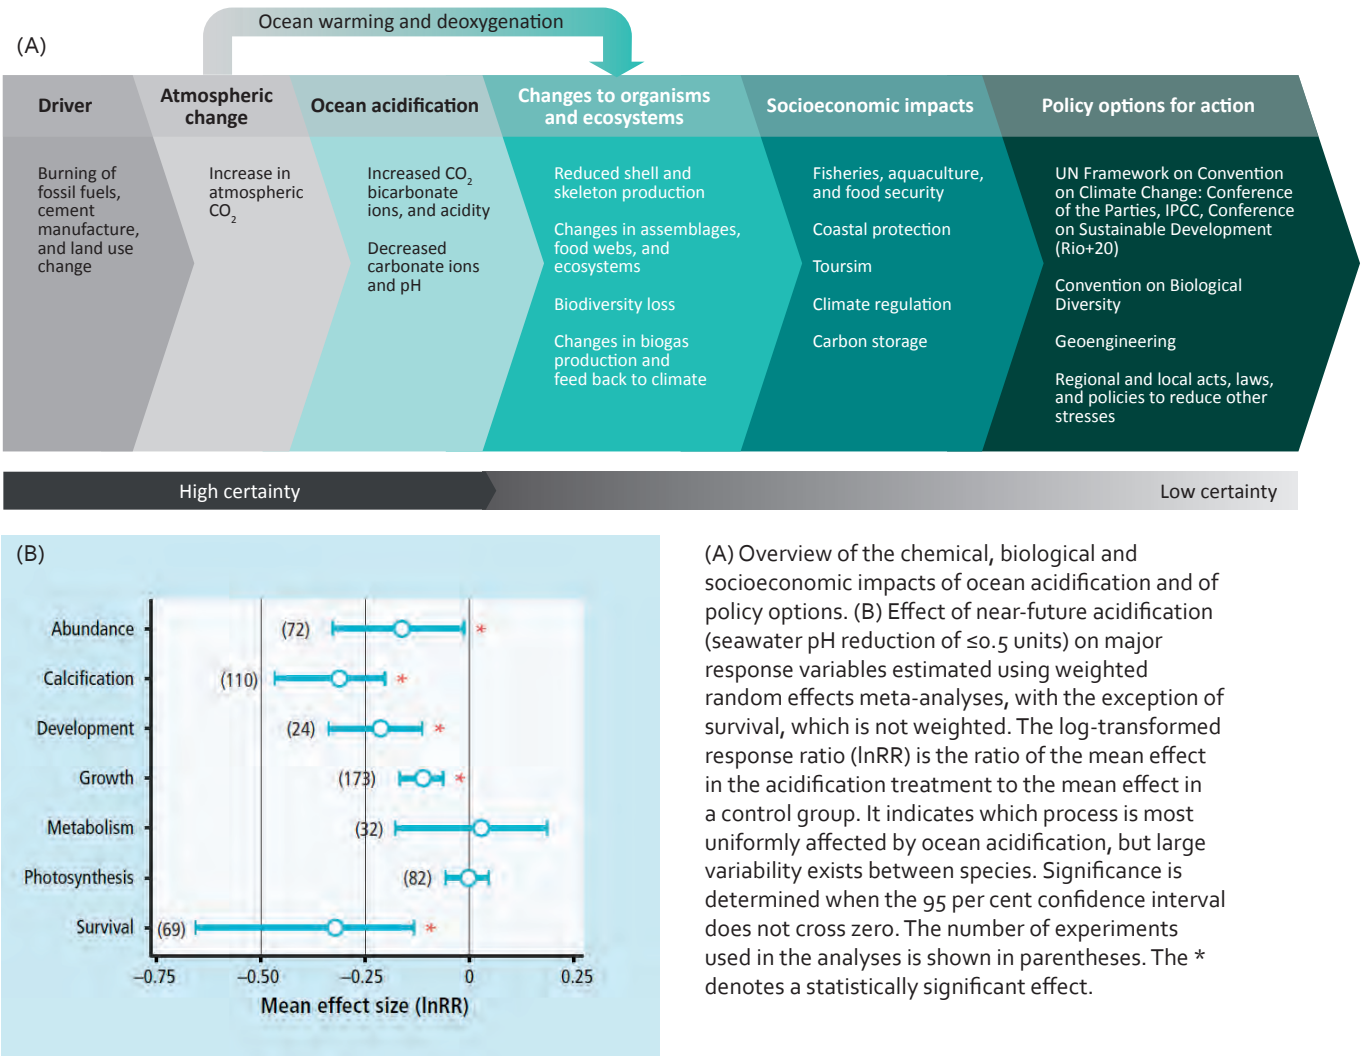 Ocean warming and deoxygenation
(A)
Driver
Atmospheric
change
Ocean acidification
Changes to organisms
and ecosystems
Socioeconomic impacts
Policy options for action
Burning of
fossil fuels,
cement
manufacture,
and land use
change
Increase in
atmospheric
CO2
Increased CO2
bicarbonate
ions, and acidity
Decreased
carbonate ions
and pH
Reduced shell and
skeleton production
Changes in assemblages,
food webs, and
ecosystems
Biodiversity loss
Changes in biogas
production and
feed back to climate
Fisheries, aquaculture,
and food security
Coastal protection
Toursim
Climate regulation
Carbon storage
UN Framework on Convention
on Climate Change: Conference
of the Parties, IPCC, Conference
on Sustainable Development
(Rio+20)
Convention on Biological
Diversity
Geoengineering
Regional and local acts, laws,
and policies to reduce other
stresses
High certainty
Low certainty
(B)
Abundance (72) *
Calcification (110) *
Development (24) *
Growth (173) *
Metabolism (32)
Photosynthesis (82)
Survival (69) *
−0.75 −0.50 −0.25 0 0.25
Mean effect size (lnRR)
(A) Overview of the chemical, biological and
socioeconomic impacts of ocean acidification and of
policy options. (B) Effect of near-future acidification
(seawater pH reduction of ≤0.5 units) on major
response variables estimated using weighted
random effects meta-analyses, with the exception of
survival, which is not weighted. The log-transformed
response ratio (lnRR) is the ratio of the mean effect
in the acidification treatment to the mean effect in
a control group. It indicates which process is most
uniformly affected by ocean acidification, but large
variability exists between species. Significance is
determined when the 95 per cent confidence interval
does not cross zero. The number of experiments
used in the analyses is shown in parentheses. The *
denotes a statistically significant effect.